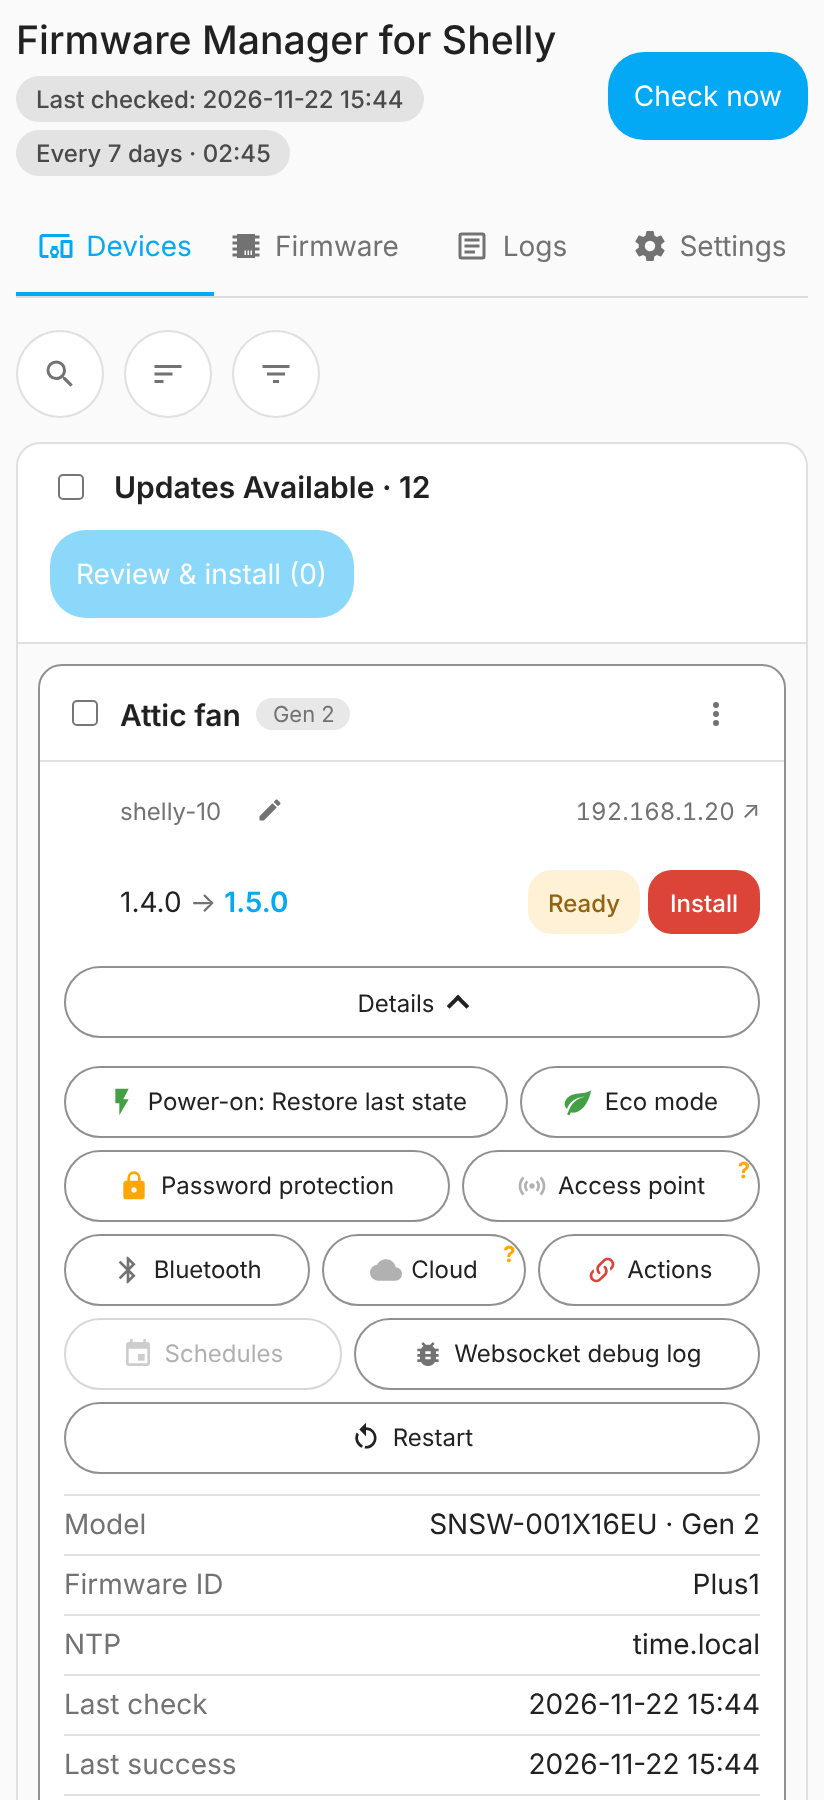 Firmware Manager for Shelly
Last checked: 2026-11-22 15:44
Check now
Every 7 days · 02:45
Devices Firmware Logs Settings
Updates Available · 12
Review & install (0)
Attic fan Gen 2
shelly-10 192.168.1.20
1.4.0 → 1.5.0 Ready Install
Details
Power-on: Restore last state Eco mode
Password protection Access point ?
Bluetooth Cloud ? Actions
Schedules Websocket debug log
Restart
Model SNSW-001X16EU · Gen 2
Firmware ID Plus1
NTP time.local
Last check 2026-11-22 15:44
Last success 2026-11-22 15:44